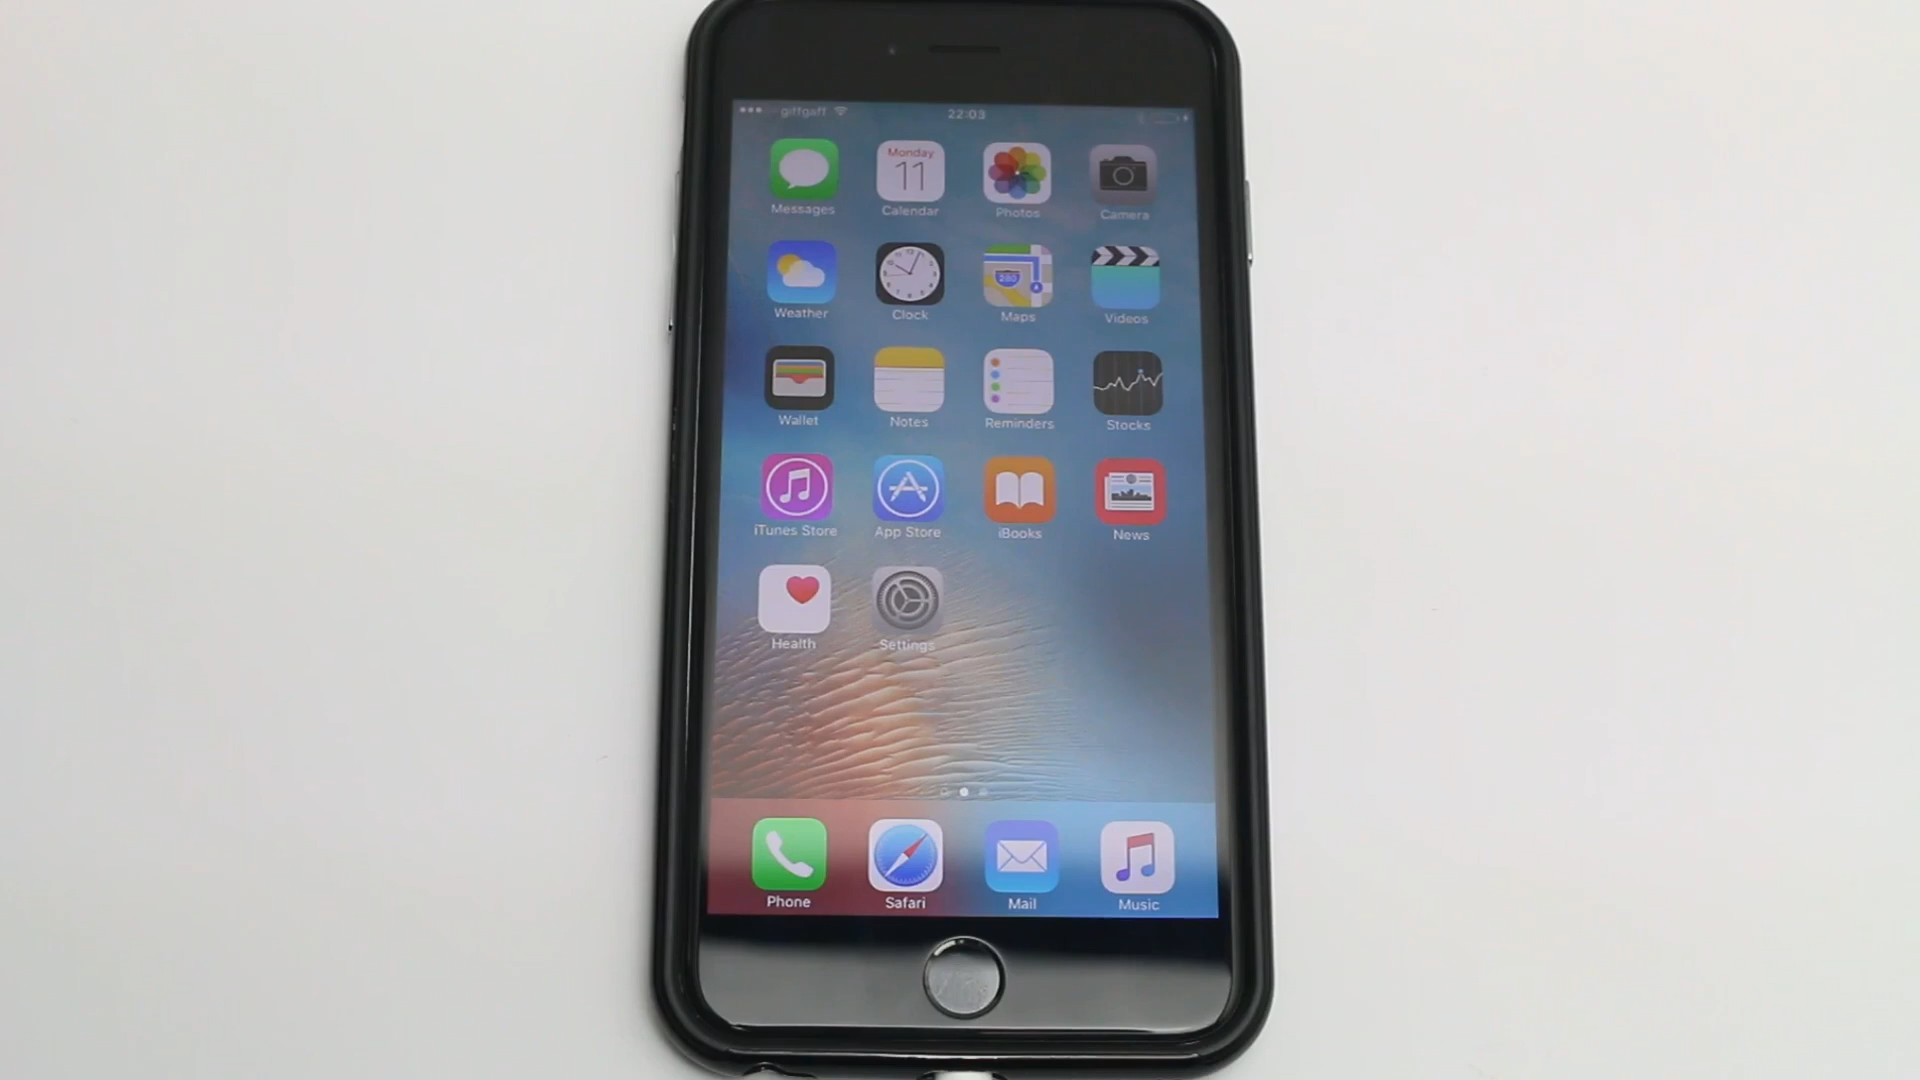 giffgaff 22:03
Monday
11
Messages Calendar Photos Camera
280
Weather Clock Maps Videos
Wallet Notes Reminders Stocks
iTunes Store App Store iBooks News
Health Settings
Phone Safari Mail Music